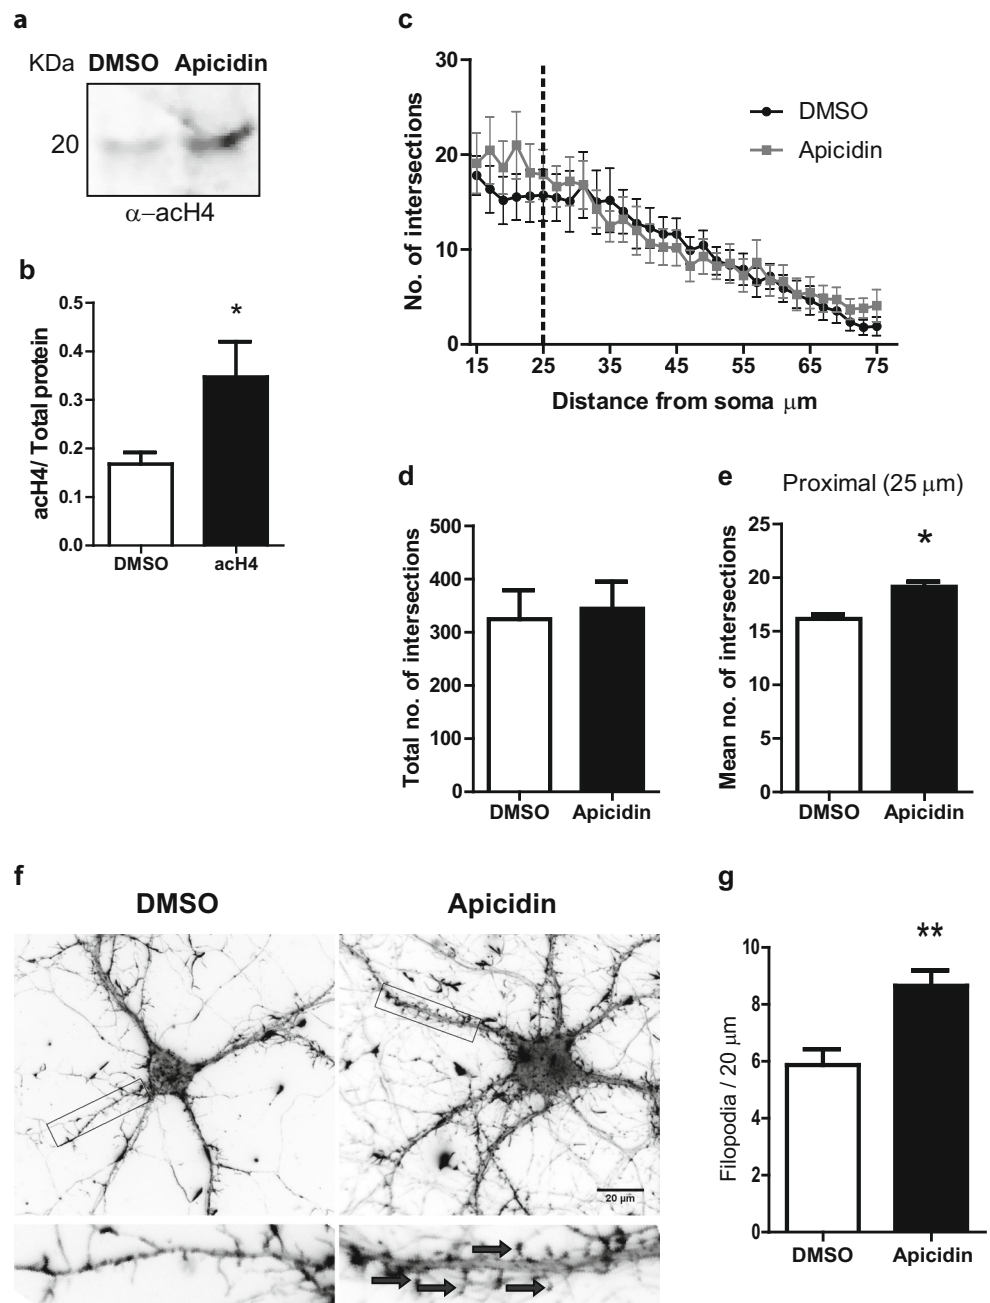 a
KDa DMSO Apicidin
20
α–acH4
b
acH4/ Total protein
0.5
0.4
0.3
0.2
0.1
0.0
*
DMSO acH4
c
No. of intersections
30
20
10
0
DMSO
Apicidin
15 25 35 45 55 65 75
Distance from soma μm
d
Total no. of intersections
500
400
300
200
100
0
DMSO Apicidin
e
Proximal (25 μm)
Mean no. of intersections
25
20
15
10
5
0
*
DMSO Apicidin
f
DMSO Apicidin
20 μm
g
Filopodia / 20 μm
10
8
6
4
2
0
**
DMSO Apicidin